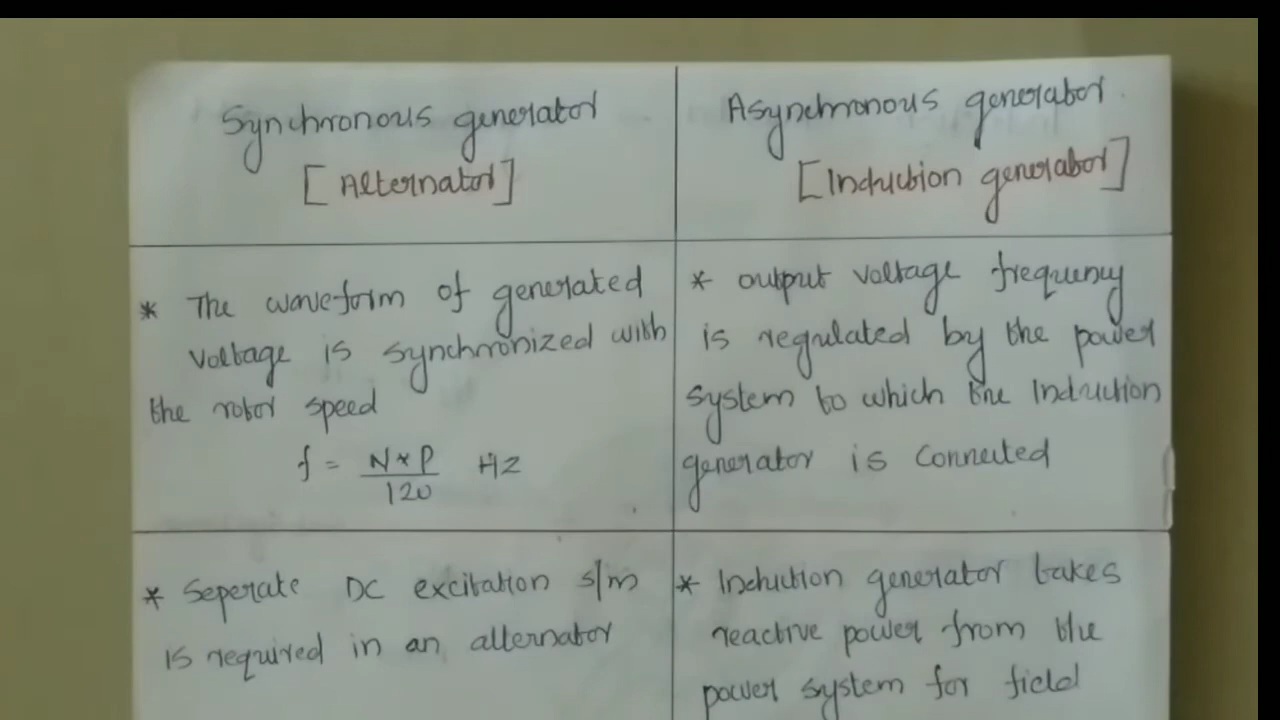 Synchronous generator
[Alternator]
Asynchronous generator
[Induction generator]
* The waveform of generated
voltage is synchronized with
the rotor speed
f = N*P/120 HZ
* output voltage frequency
is regulated by the power
system to which the Induction
generator is connected
* Seperate DC excitation s/m
is required in an alternator
* Induction generator takes
reactive power from the
power system for field